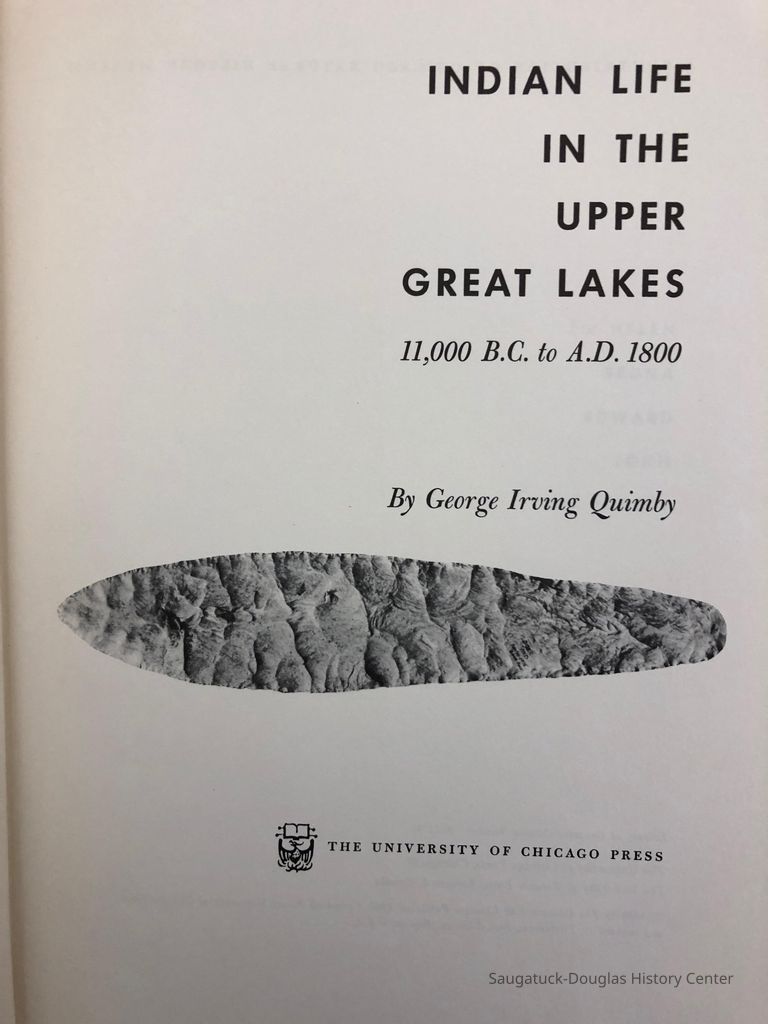 INDIAN LIFE
IN THE
UPPER
GREAT LAKES
11,000 B.C. to A.D. 1800
By George Irving Quimby
THE UNIVERSITY OF CHICAGO PRESS
Saugatuck-Douglas History Center